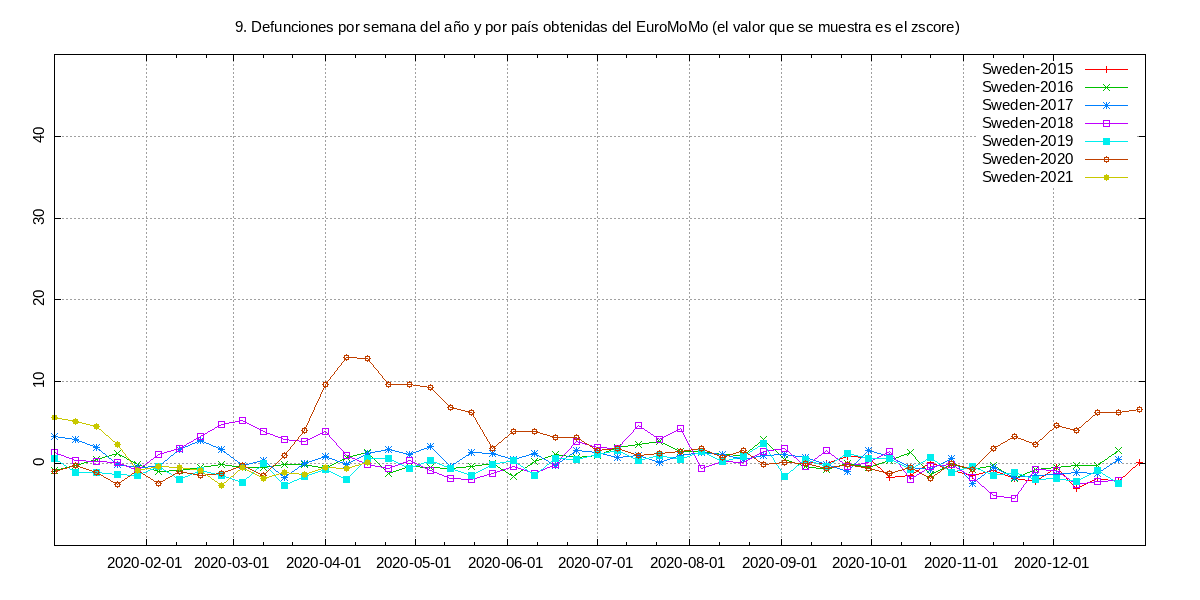 9. Defunciones por semana del año y por país obtenidas del EuroMoMo (el valor que se muestra es el zscore)
Sweden-2015
Sweden-2016
Sweden-2017
Sweden-2018
Sweden-2019
Sweden-2020
Sweden-2021
40
30
20
10
0
2020-02-01 2020-03-01 2020-04-01 2020-05-01 2020-06-01 2020-07-01 2020-08-01 2020-09-01 2020-10-01 2020-11-01 2020-12-01